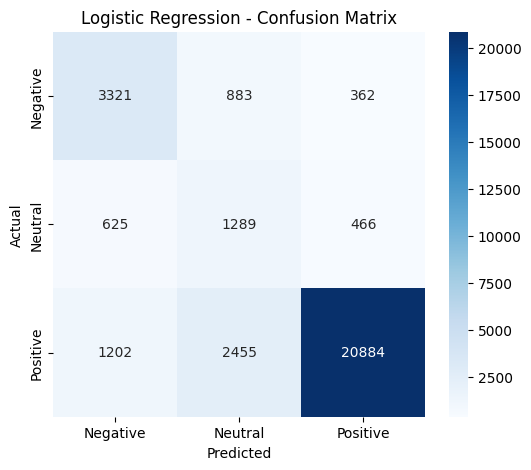 Logistic Regression - Confusion Matrix
Actual
Negative
3321 883 362
Neutral
625 1289 466
Positive
1202 2455 20884
Negative Neutral Positive
Predicted
20000
17500
15000
12500
10000
7500
5000
2500